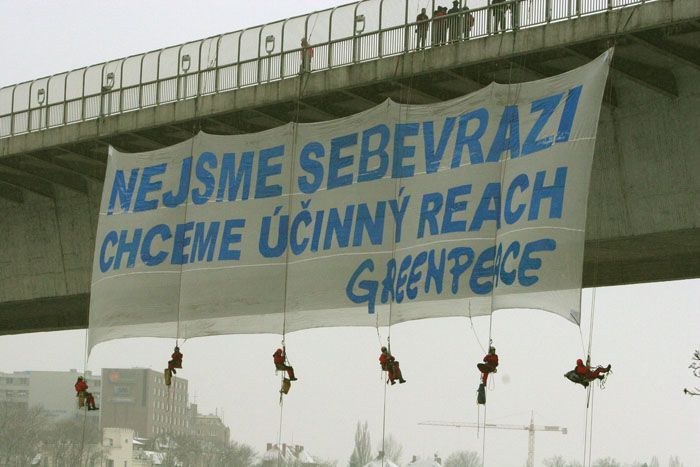 NEJSME SEBEVRAZI
CHCEME ÚČINNÝ REACH
GREENPEACE